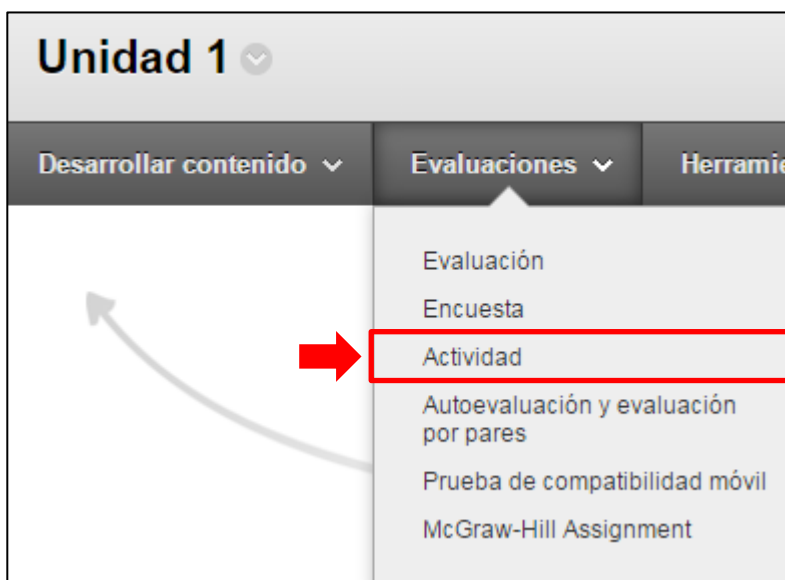 Unidad 1
Desarrollar contenido
Evaluaciones
Evaluación
Encuesta
Actividad
Autoevaluación y evaluación
por pares
Prueba de compatibilidad móvil
McGraw-Hill Assignment